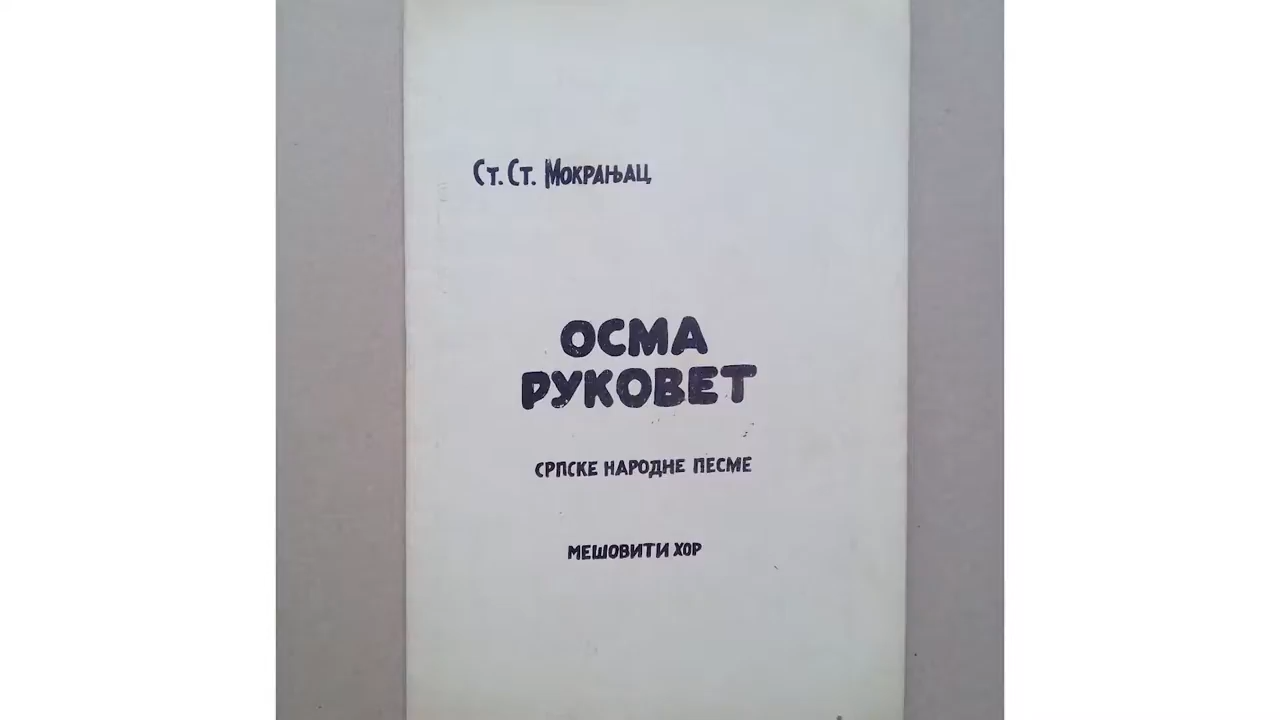 Ст. Ст. Мокрањац
ОСМА
РУКОВЕТ
СРПСКЕ НАРОДНЕ ПЕСМЕ
МЕШОВИТИ ХОР